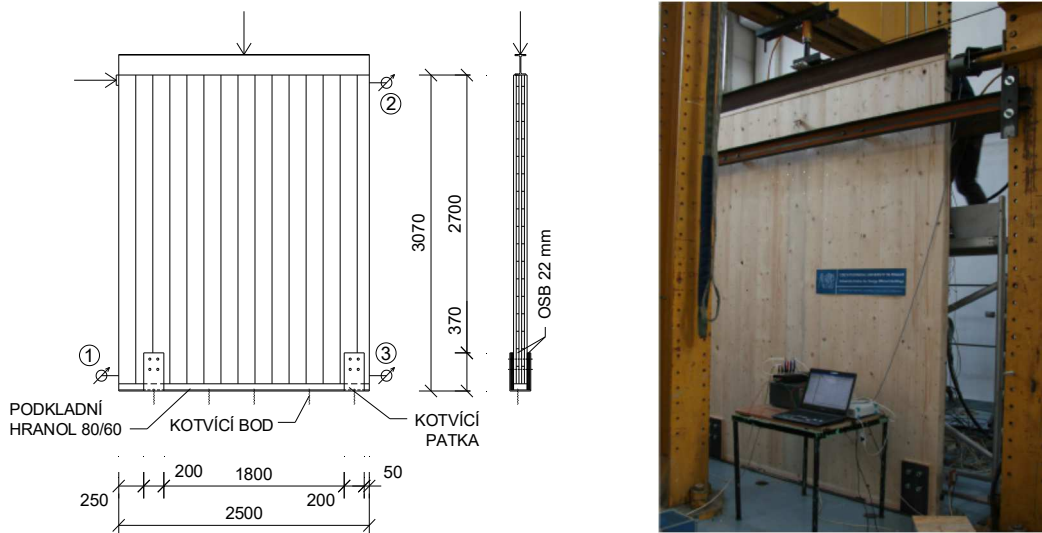 ②
3070
2700
370
OSB 22 mm
①
③
PODKLADNÍ
HRANOL 80/60
KOTVÍCÍ BOD
KOTVÍCÍ
PATKA
250
200
1800
200
50
2500